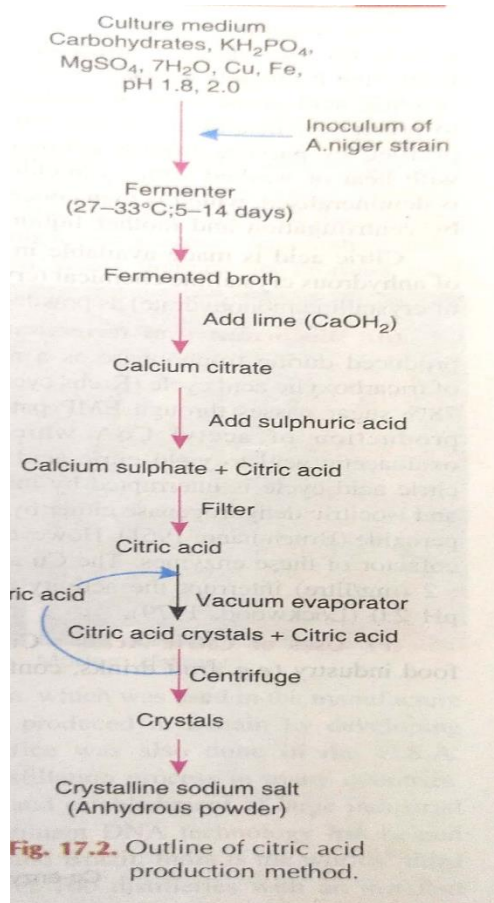 Culture medium
Carbohydrates, KH₂PO₄,
MgSO₄, 7H₂O, Cu, Fe,
pH 1.8, 2.0
Inoculum of
A.niger strain
Fermenter
(27–33°C;5–14 days)
Fermented broth
Add lime (CaOH₂)
Calcium citrate
Add sulphuric acid
Calcium sulphate + Citric acid
Filter
Citric acid
ric acid
Vacuum evaporator
Citric acid crystals + Citric acid
Centrifuge
Crystals
Crystalline sodium salt
(Anhydrous powder)
Fig. 17.2. Outline of citric acid
production method.